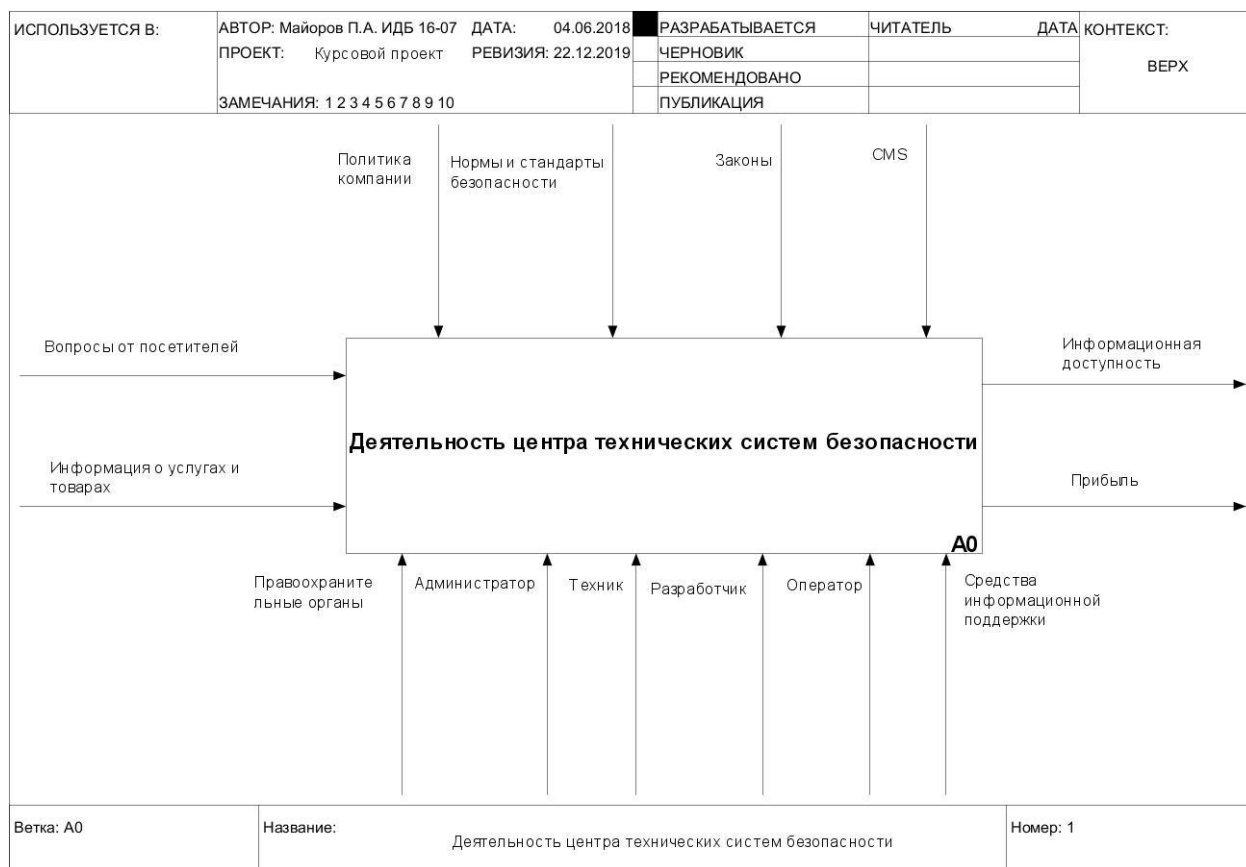 ИСПОЛЬЗУЕТСЯ В:
АВТОР: Майоров П.А. ИДБ 16-07 ДАТА: 04.06.2018
ПРОЕКТ: Курсовой проект РЕВИЗИЯ: 22.12.2019
ЗАМЕЧАНИЯ: 1 2 3 4 5 6 7 8 9 10
РАЗРАБАТЫВАЕТСЯ
ЧЕРНОВИК
РЕКОМЕНДОВАНО
ПУБЛИКАЦИЯ
ЧИТАТЕЛЬ ДАТА
КОНТЕКСТ:
ВЕРХ
Политика
компании
Нормы и стандарты
безопасности
Законы
CMS
Вопросы от посетителей
Информация о услугах и
товарах
Деятельность центра технических систем безопасности
A0
Информационная
доступность
Прибыль
Правоохраните
льные органы
Администратор
Техник
Разработчик
Оператор
Средства
информационной
поддержки
Ветка: A0
Название:
Деятельность центра технических систем безопасности
Номер: 1